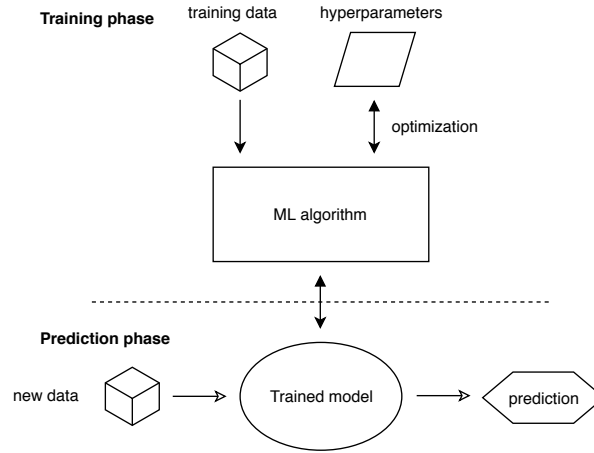 training data
hyperparameters
Training phase
optimization
ML algorithm
Prediction phase
new data
Trained model
prediction